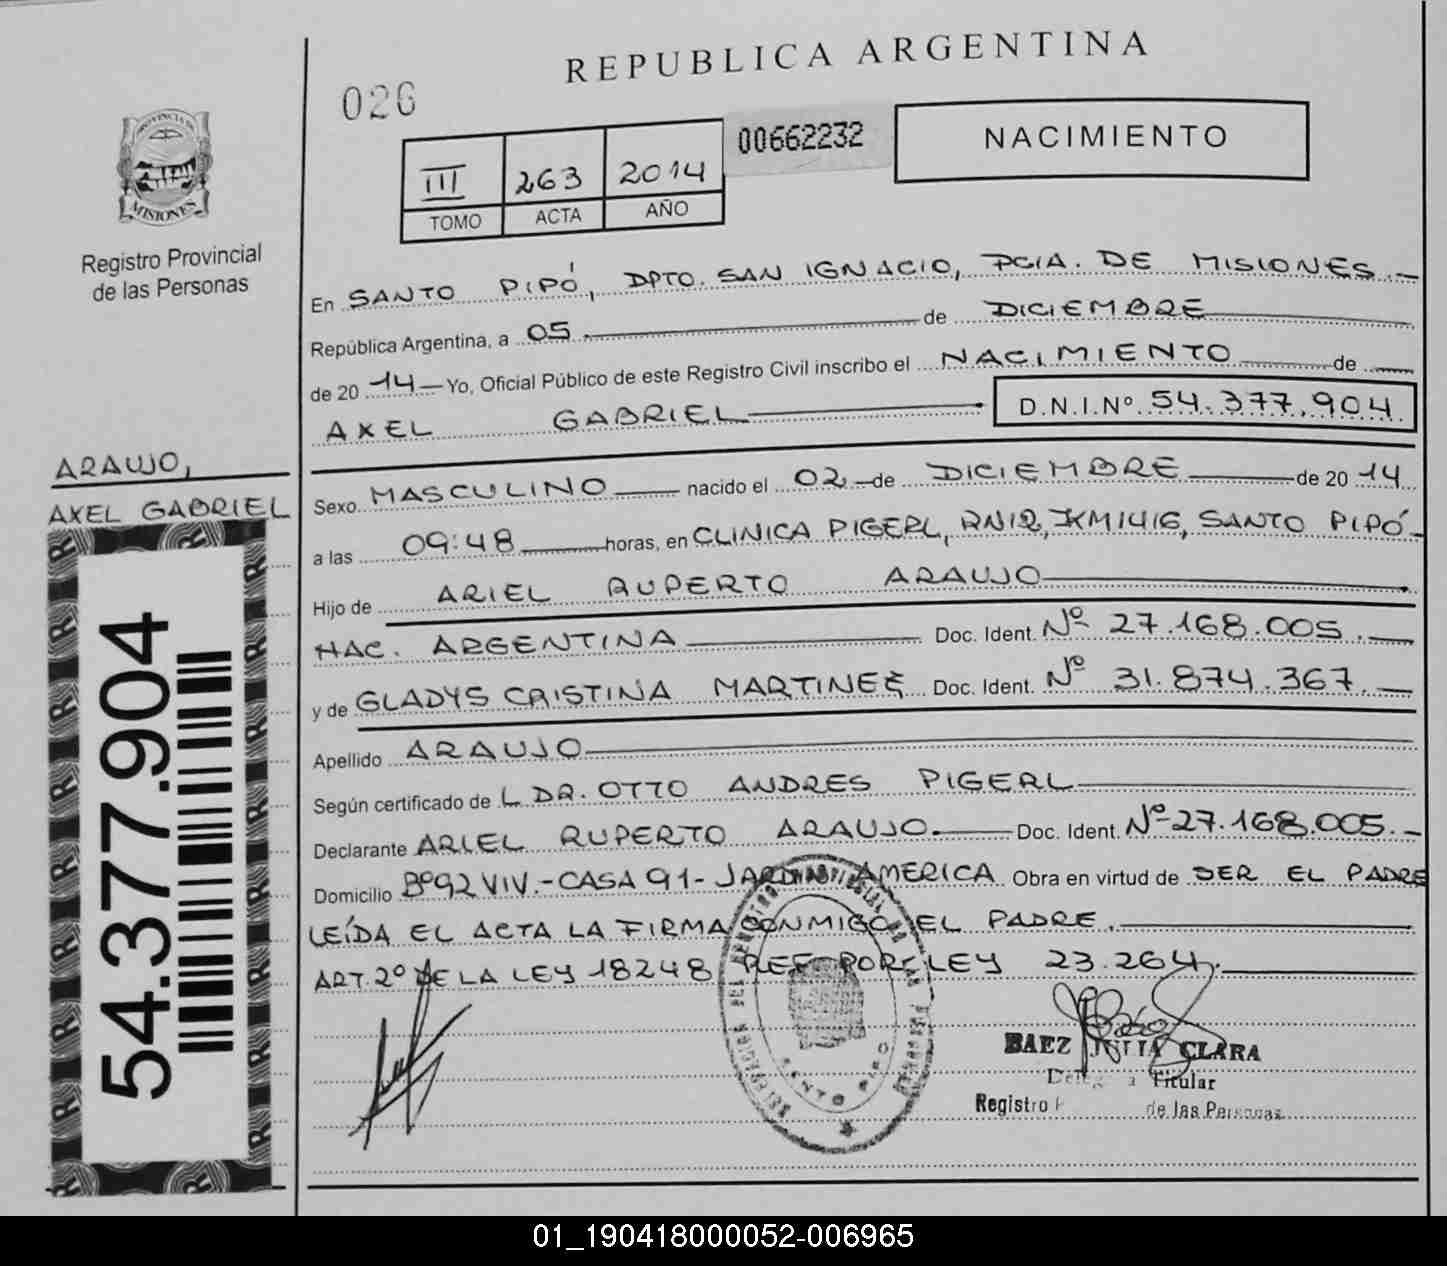 REPUBLICA ARGENTINA
026
00662232
NACIMIENTO
III 263 2014
TOMO ACTA AÑO
PROVINCIA DE
MISIONES
Registro Provincial
de las Personas
En SANTO PIPÓ, DPTO. SAN IGNACIO, PCIA. DE MISIONES.-
República Argentina, a 05 de DICIEMBRE
de 20 14 Yo, Oficial Público de este Registro Civil inscribo el NACIMIENTO de
AXEL GABRIEL D.N.I.Nº 54.377.904
ARAUJO,
AXEL GABRIEL
Sexo MASCULINO nacido el 02 de DICIEMBRE de 20 14
a las 09:48 horas, en CLINICA PIGERL, RN12, KM1416, SANTO PIPÓ-
Hijo de ARIEL RUPERTO ARAUJO
NAC. ARGENTINA Doc. Ident. Nº 27.168.005.-
y de GLADYS CRISTINA MARTINEZ Doc. Ident. Nº 31.874.367.-
Apellido ARAUJO
Según certificado de L DR. OTTO ANDRES PIGERL
Declarante ARIEL RUPERTO ARAUJO.- Doc. Ident. Nº 27.168.005.-
Domicilio Bº92 VIV.-CASA 91- JARDIN AMERICA Obra en virtud de SER EL PADRE
LEÍDA EL ACTA LA FIRMA CONMIGO EL PADRE.
ART.2º DE LA LEY 18248 REF. POR LEY 23.264.
54.377.904
SANTO PIPO
BAEZ JULIA CLARA
Titular
Registro de las Personas
01_190418000052-006965